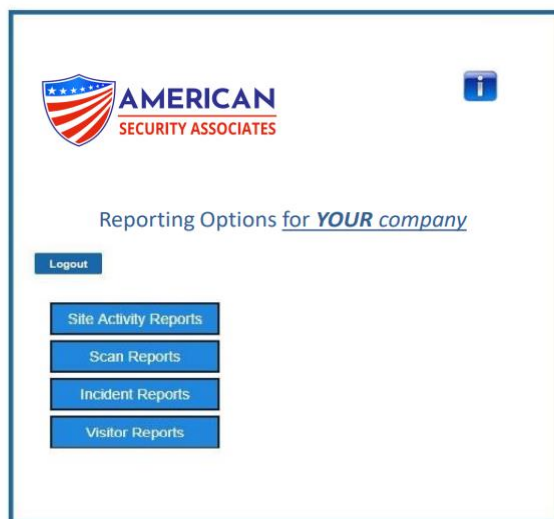 AMERICAN
SECURITY ASSOCIATES
i
Reporting Options for YOUR company
Logout
Site Activity Reports
Scan Reports
Incident Reports
Visitor Reports